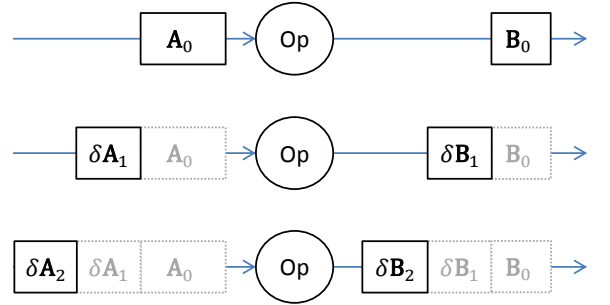 A₀ Op B₀
δA₁ A₀ Op δB₁ B₀
δA₂ δA₁ A₀ Op δB₂ δB₁ B₀